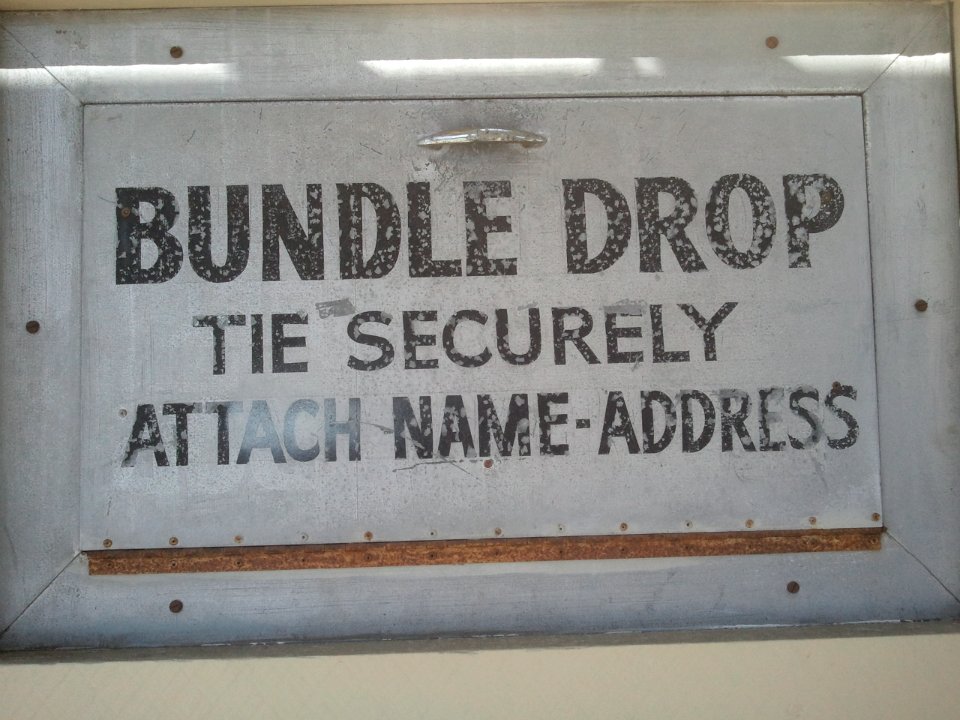 BUNDLE DROP
TIE SECURELY
ATTACH NAME-ADDRESS